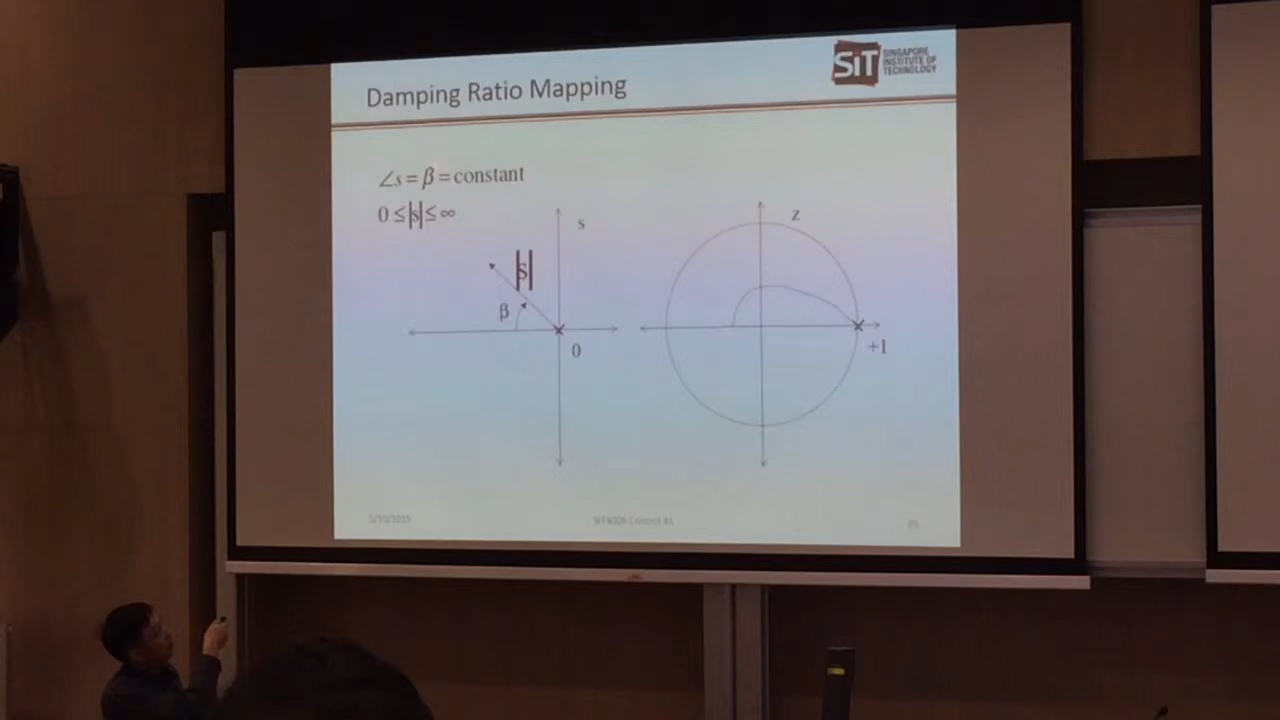 Damping Ratio Mapping
SiT
SINGAPORE
INSTITUTE OF
TECHNOLOGY
∠s = β = constant
0 ≤ |s| ≤ ∞
s
z
|s|
β
0
+1